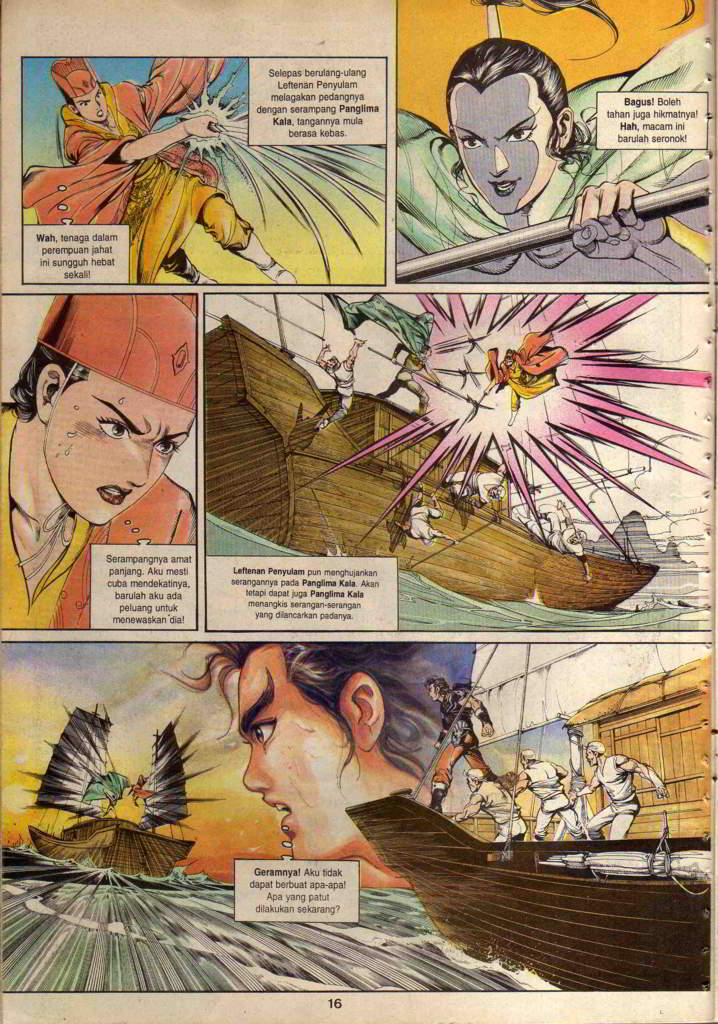 Selepas berulang-ulang
Leftenan Penyulam
melagakan pedangnya
dengan serampang Panglima
Kala, tangannya mula
berasa kebas.
Wah, tenaga dalam
perempuan jahat
ini sungguh hebat
sekali!
Bagus! Boleh
tahan juga hikmatnya!
Hah, macam ini
barulah seronok!
Serampangnya amat
panjang. Aku mesti
cuba mendekatinya,
barulah aku ada
peluang untuk
menewaskan dia!
Leftenan Penyulam pun menghujankan
serangannya pada Panglima Kala. Akan
tetapi dapat juga Panglima Kala
menangkis serangan-serangan
yang dilancarkan padanya.
Geramnya! Aku tidak
dapat berbuat apa-apa!
Apa yang patut
dilakukan sekarang?
16